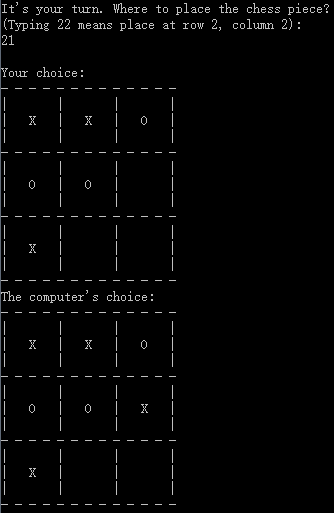 It's your turn. Where to place the chess piece?
(Typing 22 means place at row 2, column 2):
21
Your choice:
X X O
O O
X
The computer's choice:
X X O
O O X
X